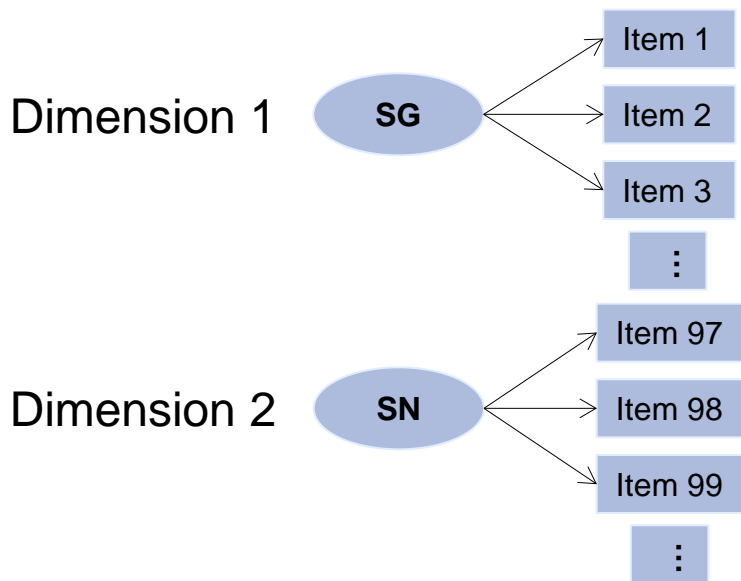 Item 1
Dimension 1
SG
Item 2
Item 3
⋮
Item 97
Dimension 2
SN
Item 98
Item 99
⋮